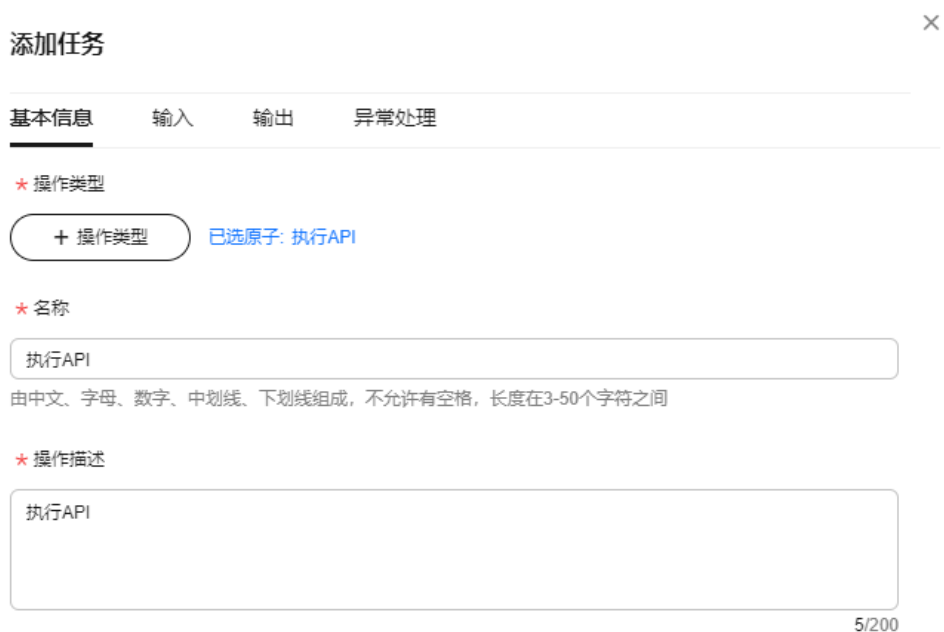 添加任务
基本信息 输入 输出 异常处理
* 操作类型
+ 操作类型 已选原子: 执行API
* 名称
执行API
由中文、字母、数字、中划线、下划线组成，不允许有空格，长度在3-50个字符之间
* 操作描述
执行API
5/200